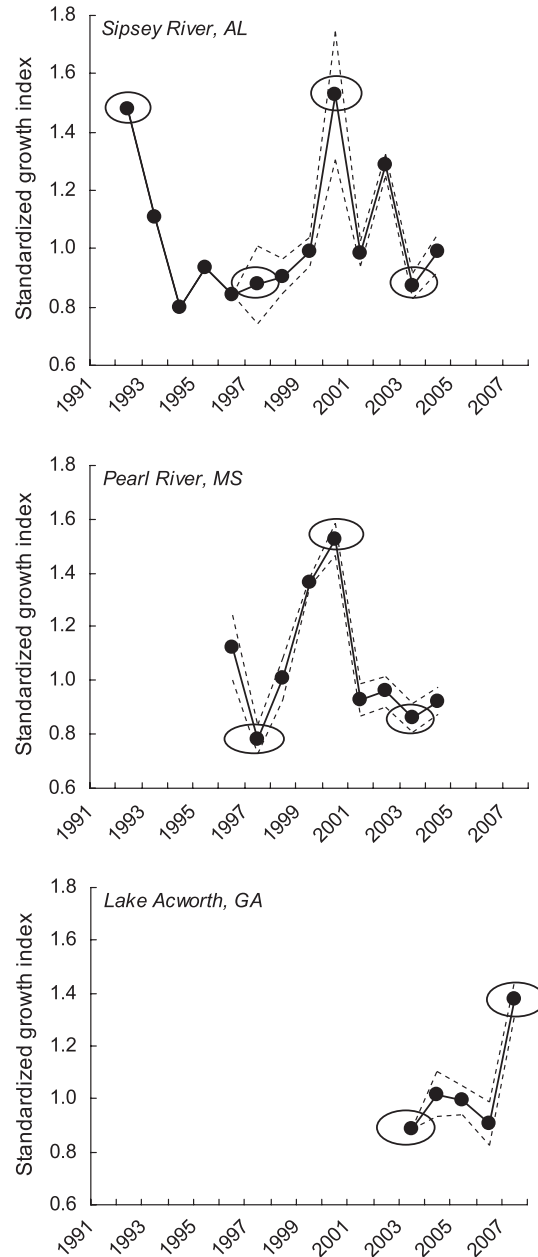 Sipsey River, AL
Standardized growth index
1.8
1.6
1.4
1.2
1.0
0.8
0.6
1991 1993 1995 1997 1999 2001 2003 2005 2007
Pearl River, MS
Standardized growth index
1.8
1.6
1.4
1.2
1.0
0.8
0.6
1991 1993 1995 1997 1999 2001 2003 2005 2007
Lake Acworth, GA
Standardized growth index
1.8
1.6
1.4
1.2
1.0
0.8
0.6
1991 1993 1995 1997 1999 2001 2003 2005 2007